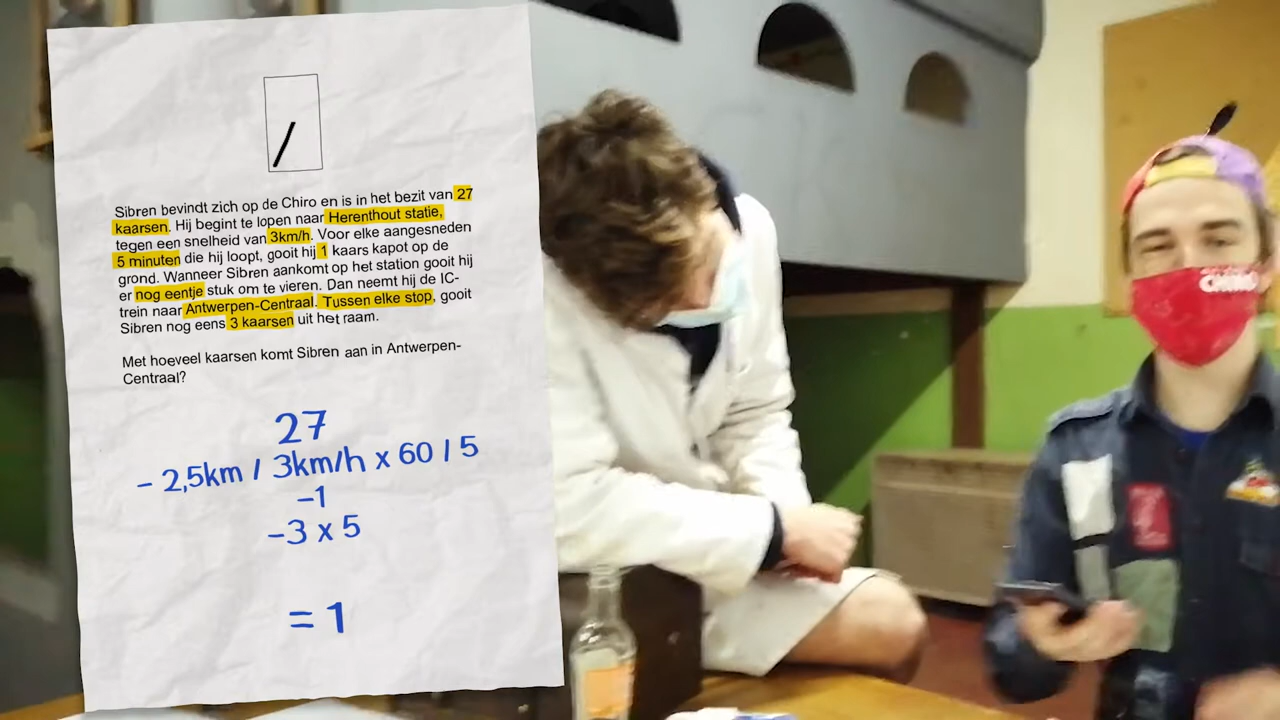 /
Sibren bevindt zich op de Chiro en is in het bezit van 27
kaarsen. Hij begint te lopen naar Herenthout statie,
tegen een snelheid van 3km/h. Voor elke aangesneden
5 minuten die hij loopt, gooit hij 1 kaars kapot op de
grond. Wanneer Sibren aankomt op het station gooit hij
er nog eentje stuk om te vieren. Dan neemt hij de IC-
trein naar Antwerpen-Centraal. Tussen elke stop, gooit
Sibren nog eens 3 kaarsen uit het raam.
Met hoeveel kaarsen komt Sibren aan in Antwerpen-
Centraal?
27
- 2,5km / 3km/h x 60 / 5
-1
-3 x 5
= 1
CHIRO